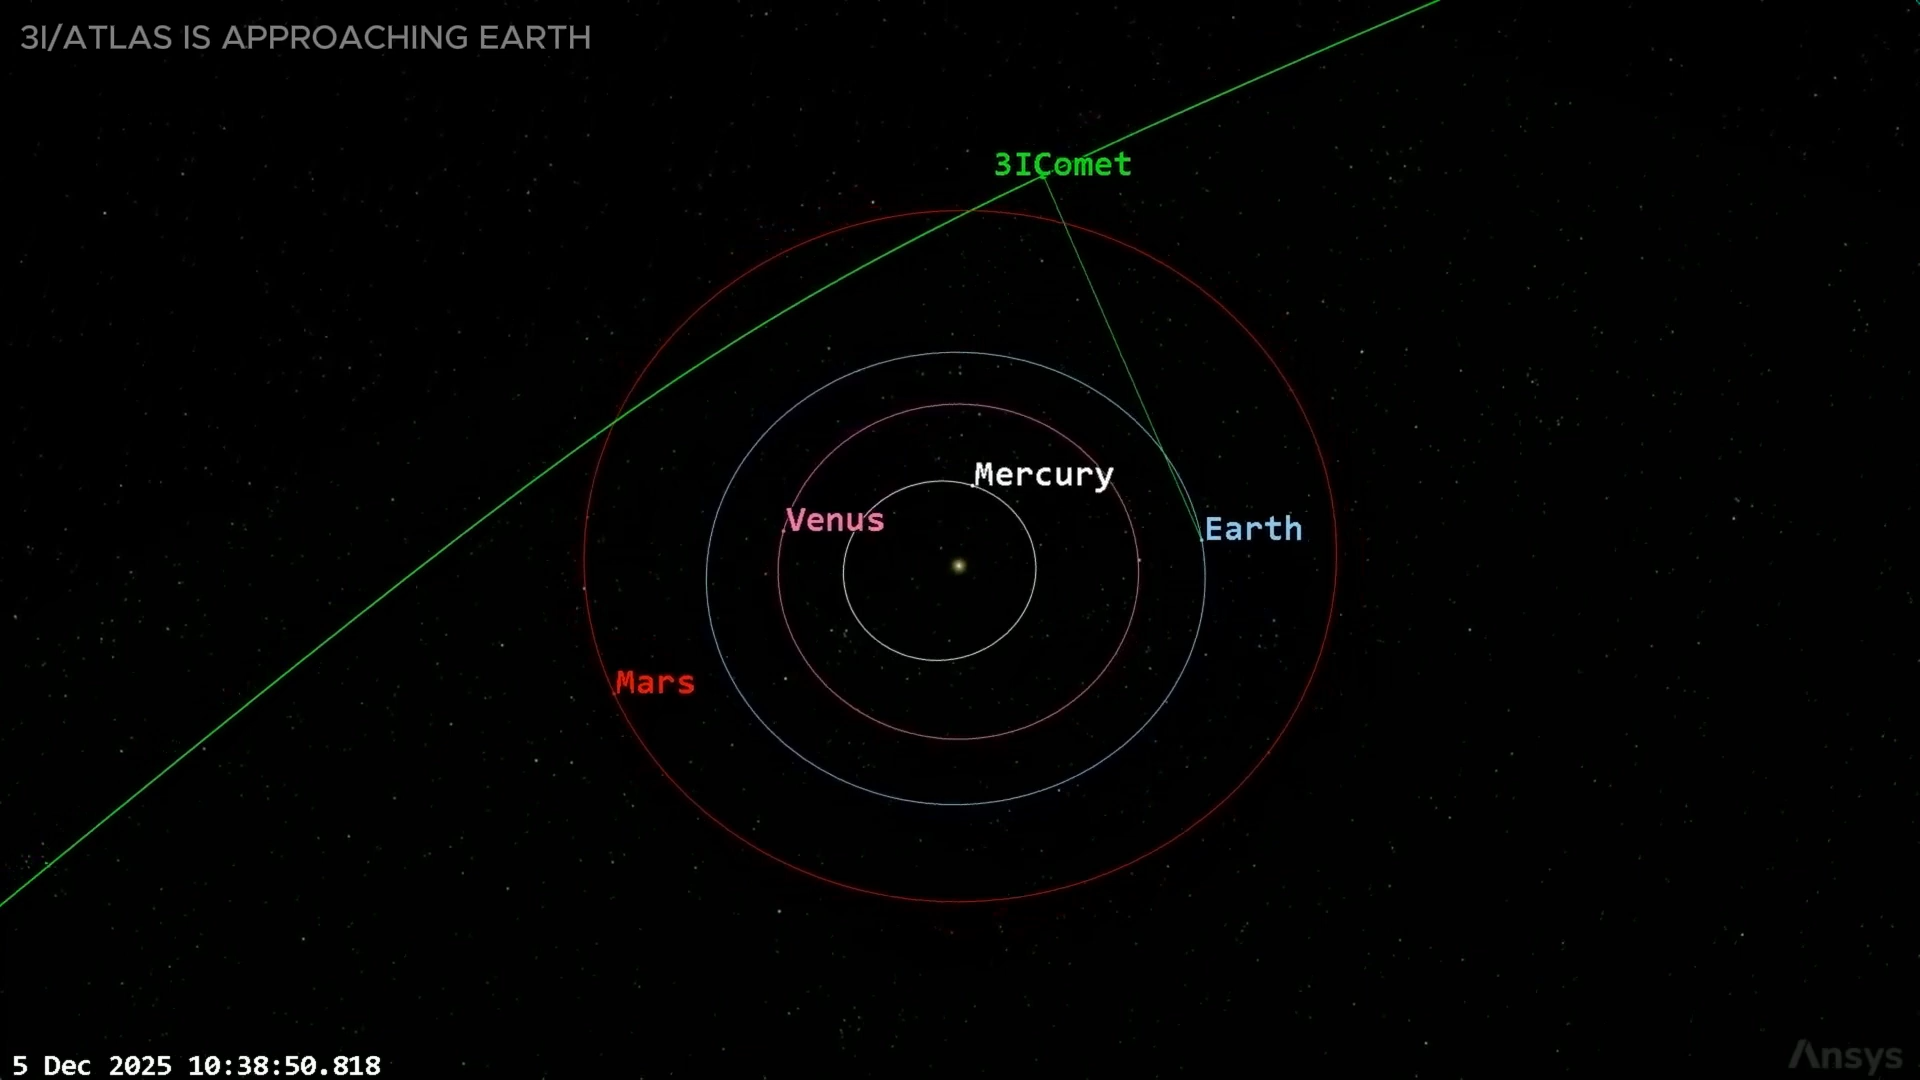 3I/ATLAS IS APPROACHING EARTH
3IComet
Mercury
Venus
Earth
Mars
5 Dec 2025 10:38:50.818
Ansys